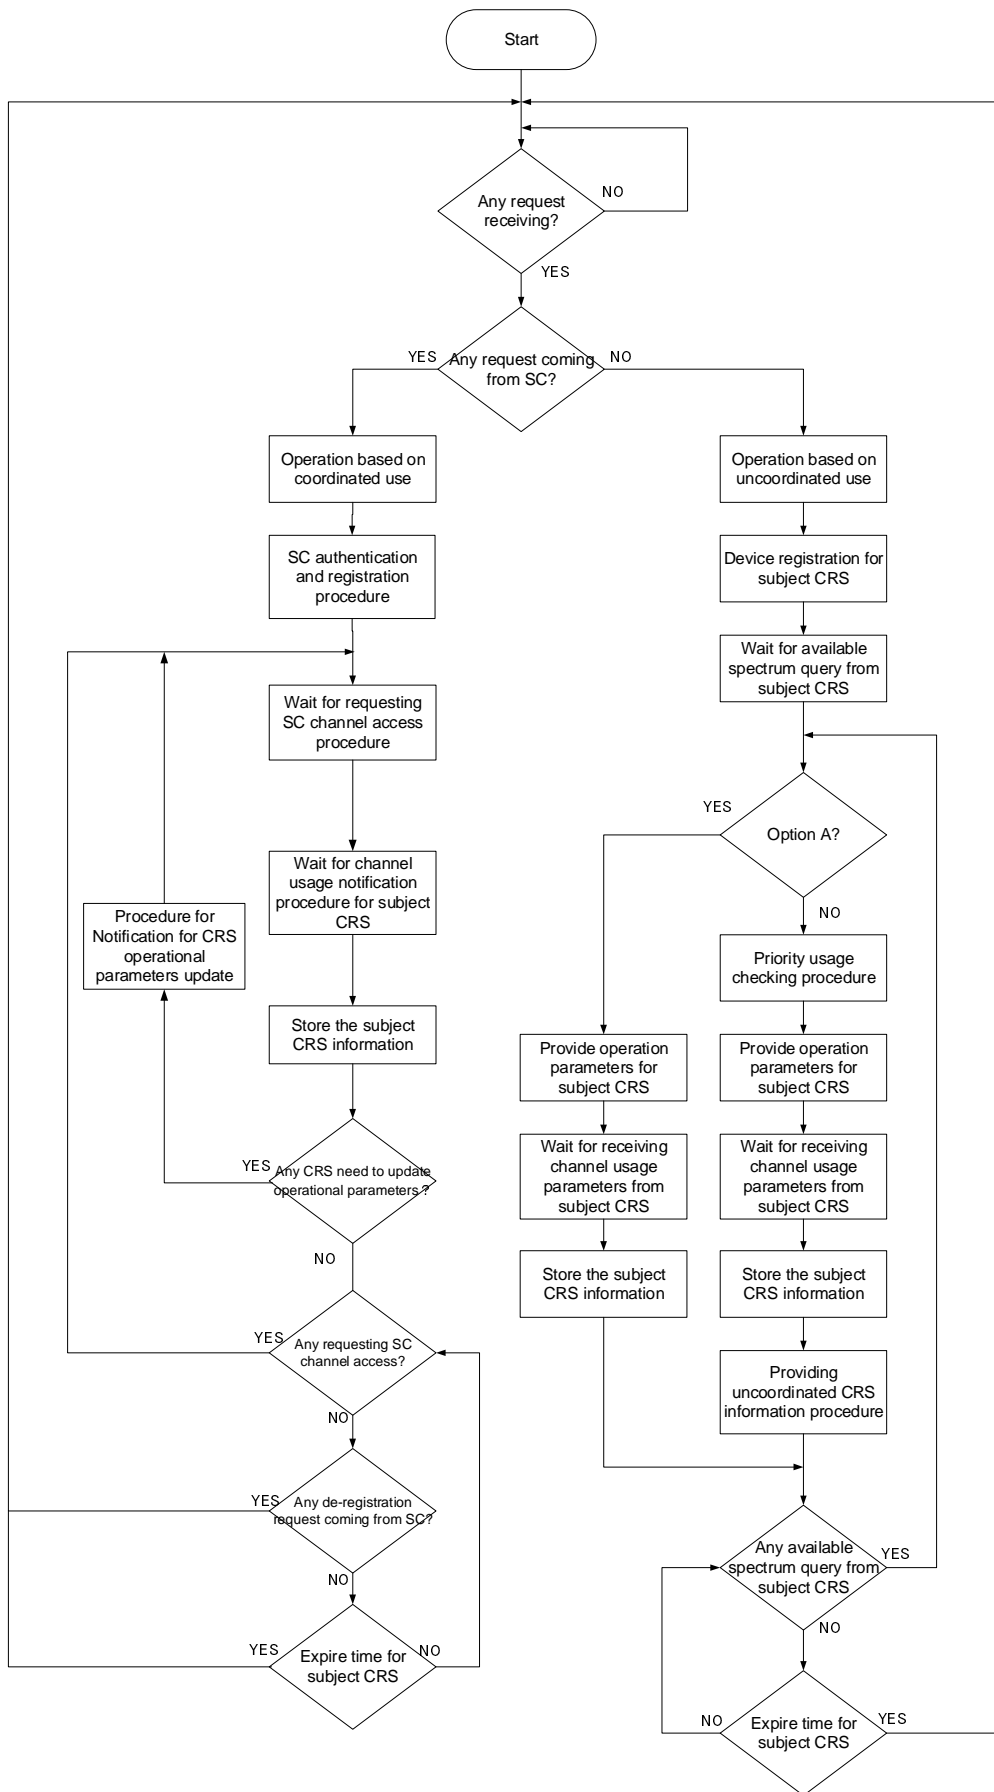 Start
Any request
receiving?
NO
YES
Any request coming
from SC?
YES
NO
Operation based on
coordinated use
SC authentication
and registration
procedure
Wait for requesting
SC channel access
procedure
Wait for channel
usage notification
procedure for subject
CRS
Procedure for
Notification for CRS
operational
parameters update
Store the subject
CRS information
YES
Any CRS need to update
operational parameters ?
NO
YES
Any requesting SC
channel access?
NO
YES
Any de-registration
request coming from SC?
NO
YES
Expire time for
subject CRS
NO
Operation based on
uncoordinated use
Device registration for
subject CRS
Wait for available
spectrum query from
subject CRS
YES
Option A?
NO
Priority usage
checking procedure
Provide operation
parameters for
subject CRS
Wait for receiving
channel usage
parameters from
subject CRS
Store the subject
CRS information
Provide operation
parameters for
subject CRS
Wait for receiving
channel usage
parameters from
subject CRS
Store the subject
CRS information
Providing
uncoordinated CRS
information procedure
Any available
spectrum query from
subject CRS
YES
NO
NO
Expire time for
subject CRS
YES